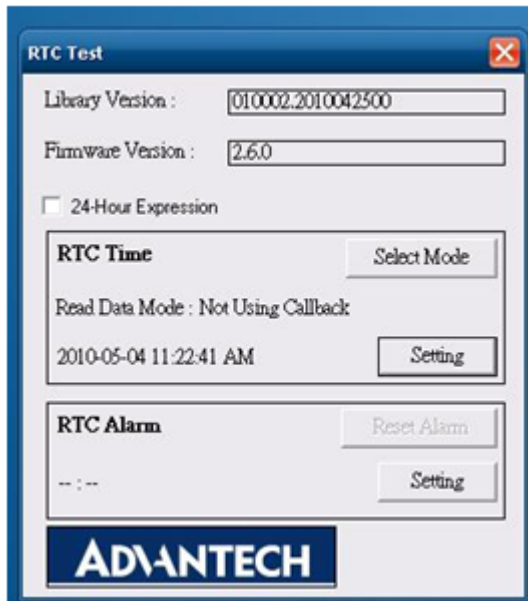 RTC Test
Library Version : 010002.2010042500
Firmware Version : 2.6.0
24-Hour Expression
RTC Time Select Mode
Read Data Mode : Not Using Callback
2010-05-04 11:22:41 AM Setting
RTC Alarm Reset Alarm
-- : -- Setting
ADVANTECH